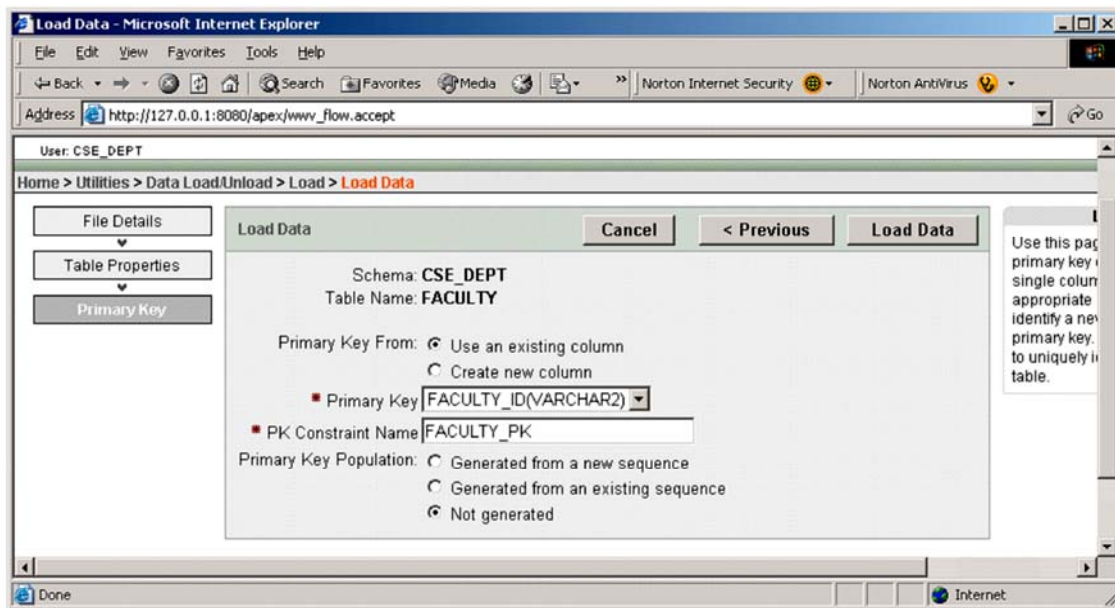 Load Data - Microsoft Internet Explorer
File Edit View Favorites Tools Help
Back Search Favorites Media » Norton Internet Security Norton AntiVirus
Address http://127.0.0.1:8080/apex/wwv_flow.accept Go
User: CSE_DEPT
Home > Utilities > Data Load/Unload > Load > Load Data
File Details
Table Properties
Primary Key
Load Data Cancel < Previous Load Data
Schema: CSE_DEPT
Table Name: FACULTY
Primary Key From: Use an existing column
Create new column
Primary Key FACULTY_ID(VARCHAR2)
PK Constraint Name FACULTY_PK
Primary Key Population: Generated from a new sequence
Generated from an existing sequence
Not generated
Use this
primary key
single
appropriate
identify a
primary key.
to uniquely
table.
Done Internet